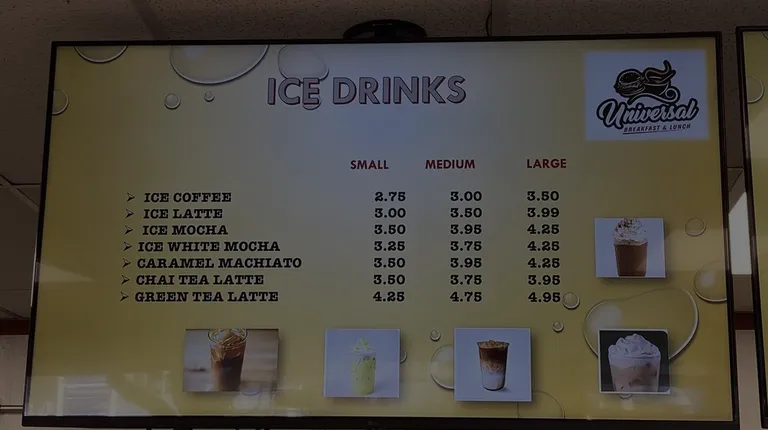 ICE DRINKS
Universal
BREAKFAST & LUNCH
SMALL MEDIUM LARGE
ICE COFFEE 2.75 3.00 3.50
ICE LATTE 3.00 3.50 3.99
ICE MOCHA 3.50 3.95 4.25
ICE WHITE MOCHA 3.25 3.75 4.25
CARAMEL MACHIATO 3.50 3.95 4.25
CHAI TEA LATTE 3.50 3.75 3.95
GREEN TEA LATTE 4.25 4.75 4.95